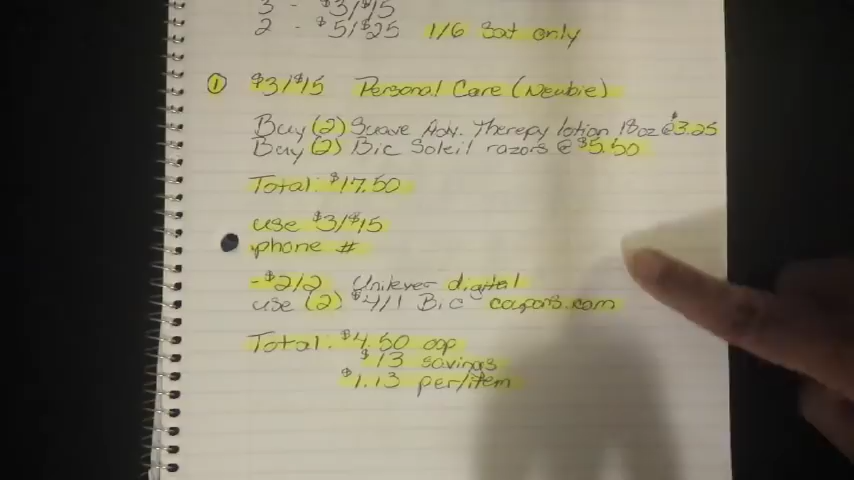 3 - $3/$15
2 - $5/$25 1/6 Sat only
① $3/$15 Personal Care (Newbie)
Buy (2) Suave Adv. Therepy lotion 18oz @ $3.25
Buy (2) Bic Soleil razors @ $5.50
Total: $17.50
use $3/$15
phone #
-$2/2 Unilever digital
use (2) $4/1 Bic coupons.com
Total: $4.50 oop
$13 savings
$1.13 per/item